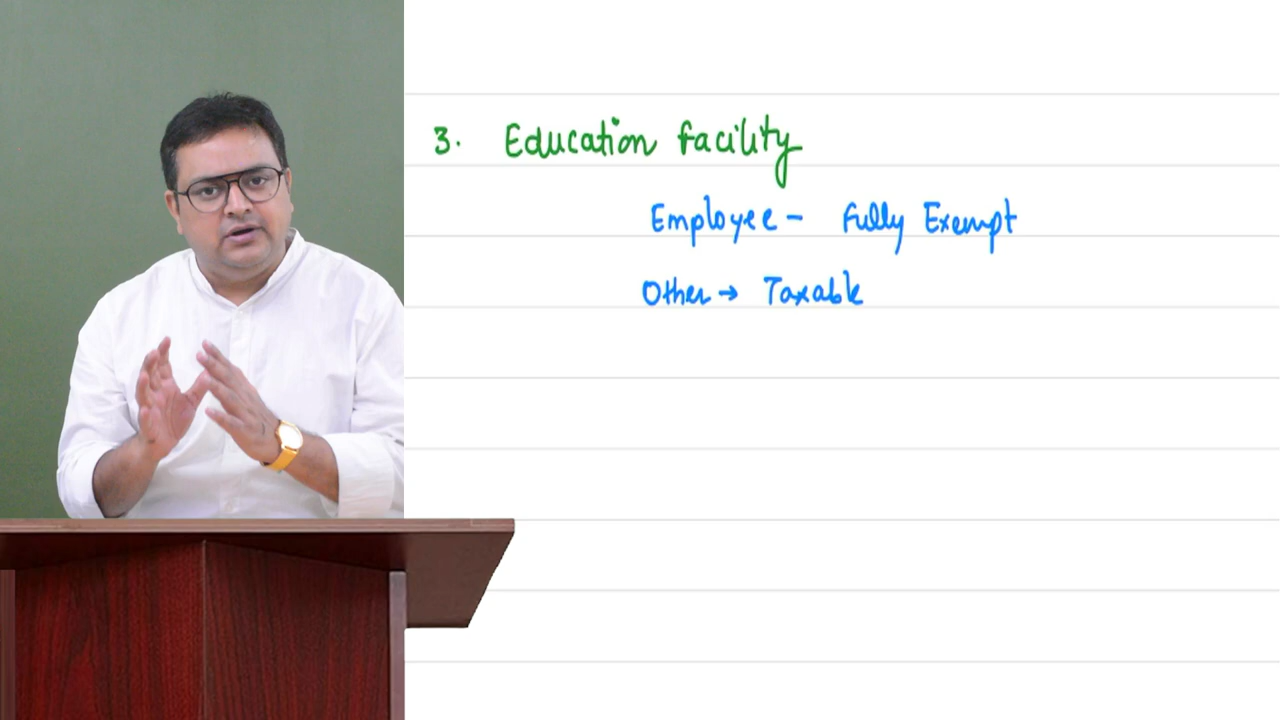 3. Education facility
Employee - Fully Exempt
Other → Taxable